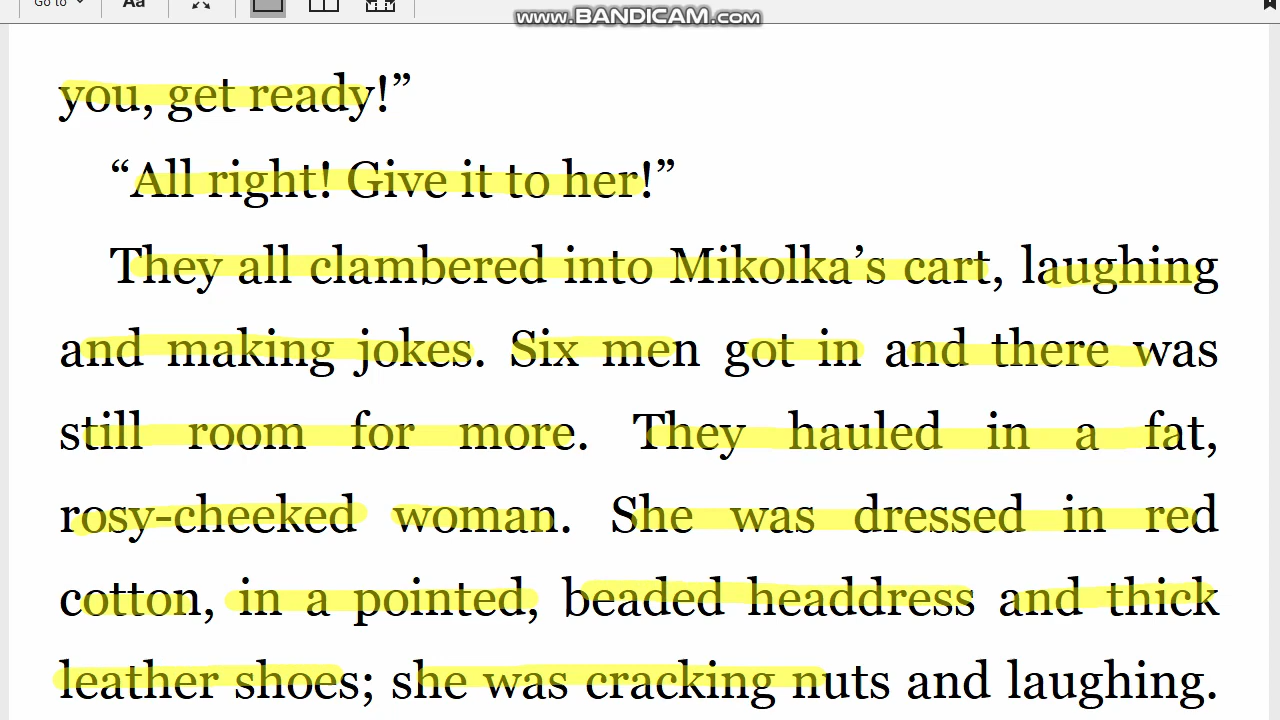 Go to
Aa
www.BANDICAM.com
you, get ready!”
“All right! Give it to her!”
They all clambered into Mikolka’s cart, laughing
and making jokes. Six men got in and there was
still room for more. They hauled in a fat,
rosy-cheeked woman. She was dressed in red
cotton, in a pointed, beaded headdress and thick
leather shoes; she was cracking nuts and laughing.